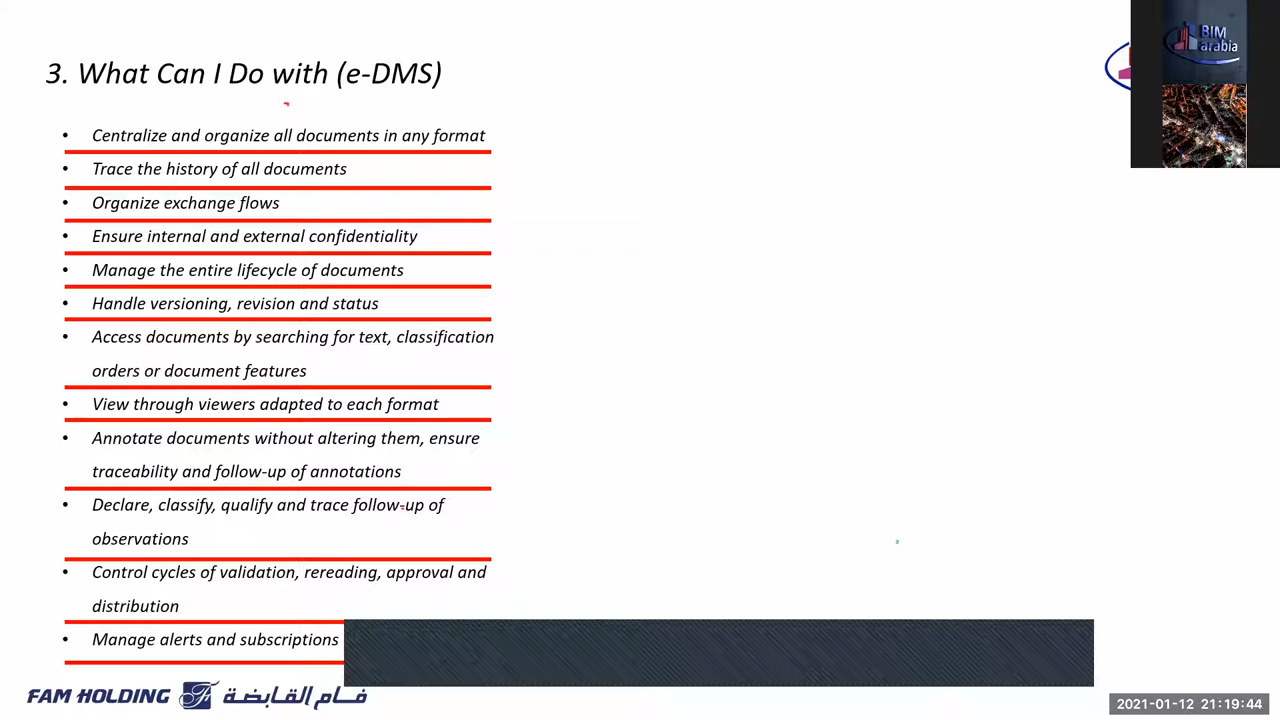 3. What Can I Do with (e-DMS)
BIM
arabia
• Centralize and organize all documents in any format
• Trace the history of all documents
• Organize exchange flows
• Ensure internal and external confidentiality
• Manage the entire lifecycle of documents
• Handle versioning, revision and status
• Access documents by searching for text, classification
orders or document features
• View through viewers adapted to each format
• Annotate documents without altering them, ensure
traceability and follow-up of annotations
• Declare, classify, qualify and trace follow-up of
observations
• Control cycles of validation, rereading, approval and
distribution
• Manage alerts and subscriptions
FAM HOLDING فـام القـابـضـة
2021-01-12 21:19:44